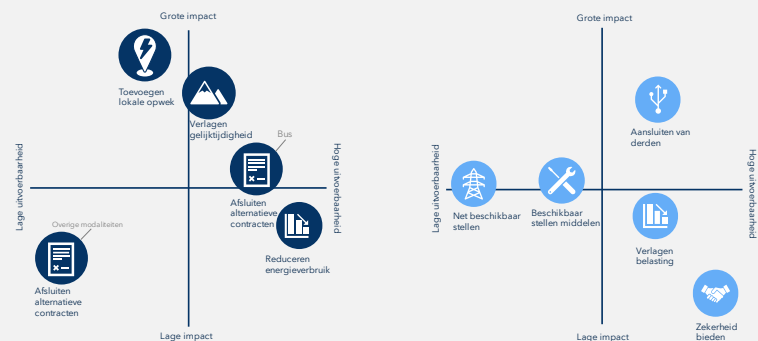 Grote impact
Toevoegen
lokale opwek
Verlagen
gelijktijdigheid
Bus
Lage uitvoerbaarheid
Hoge uitvoerbaarheid
Afsluiten
alternatieve
contracten
Overige modaliteiten
Reduceren
energieverbruik
Afsluiten
alternatieve
contracten
Lage impact
Grote impact
Aansluiten van
derden
Lage uitvoerbaarheid
Hoge uitvoerbaarheid
Net beschikbaar
stellen
Beschikbaar
stellen middelen
Verlagen
belasting
Zekerheid
bieden
Lage impact